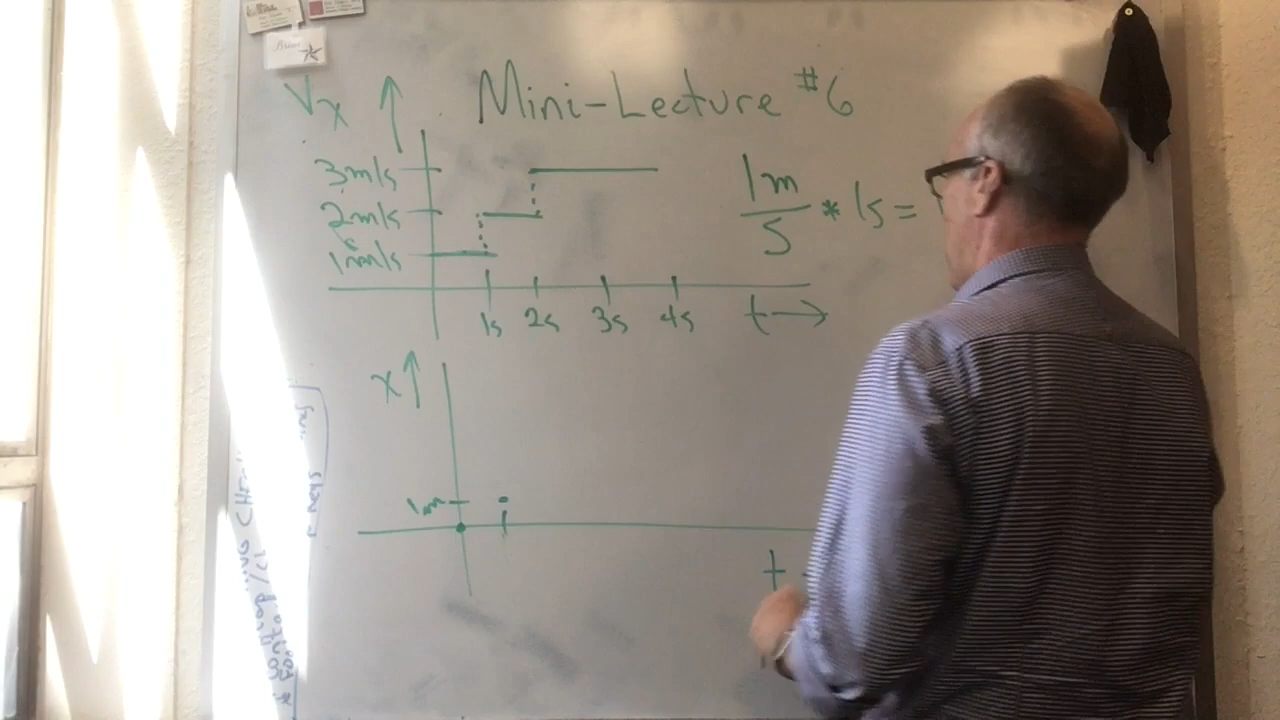 Mini-Lecture #6
Vx ↑
3m/s
2m/s
1m/s
1m/s * 1s =
1s 2s 3s 4s t →
x ↑
1m
t